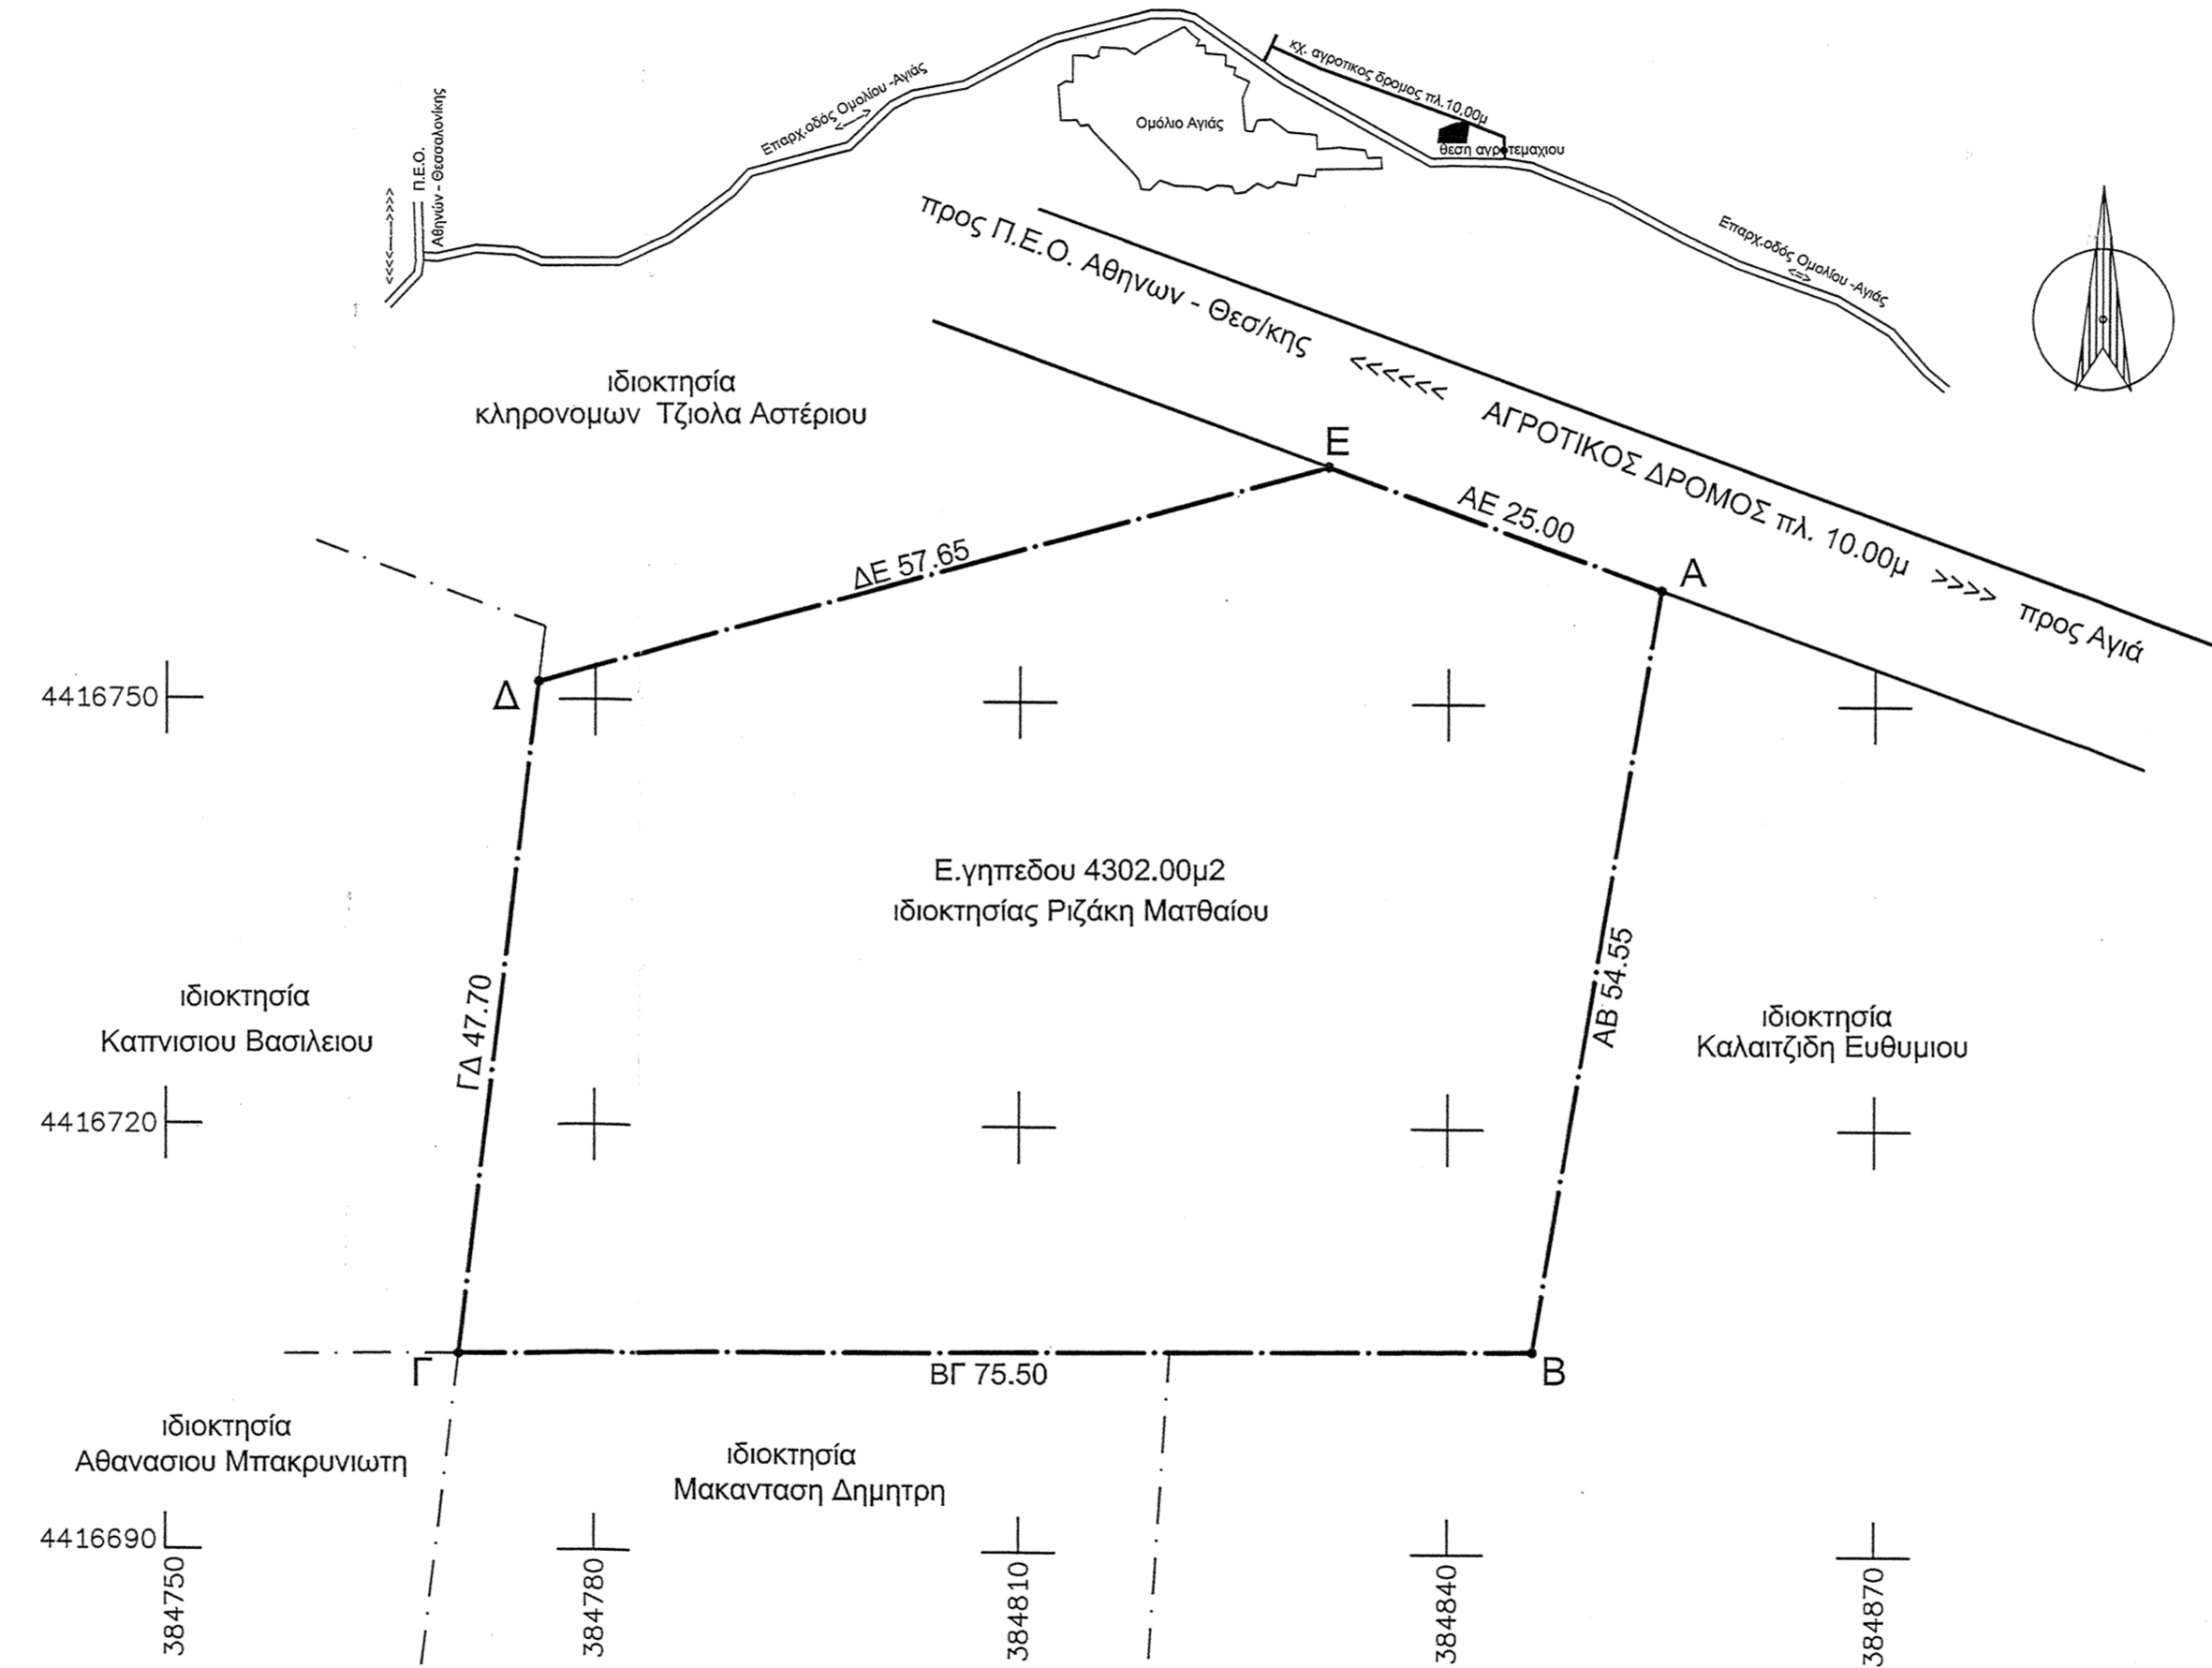 κχ. αγροτικος δρομος πλ.10.00μ
Επαρχ.οδός Ομολίου -Αγιάς
<---->
Ομόλιο Αγιάς
θεση αγροτεμαχιου
Π.Ε.Ο.
Αθηνών - Θεσσαλονίκης
Επαρχ.οδός Ομολίου -Αγιάς
<=>
προς Π.Ε.Ο. Αθηνων - Θεσ/κης <<<<<< ΑΓΡΟΤΙΚΟΣ ΔΡΟΜΟΣ πλ. 10.00μ >>>> προς Αγιά
ιδιοκτησία
κληρονομων Τζιολα Αστέριου
Ε
ΑΕ 25.00
ΔΕ 57.65
Α
Δ
4416750
Ε.γηπεδου 4302.00μ2
ιδιοκτησίας Ριζάκη Ματθαίου
ΓΔ 47.70
ΑΒ 54.55
ιδιοκτησία
Καπνισιου Βασιλειου
ιδιοκτησία
Καλαιτζιδη Ευθυμιου
4416720
Γ
ΒΓ 75.50
Β
ιδιοκτησία
Αθανασιου Μπακρυνιωτη
ιδιοκτησία
Μακανταση Δημητρη
4416690
384750
384780
384810
384840
384870